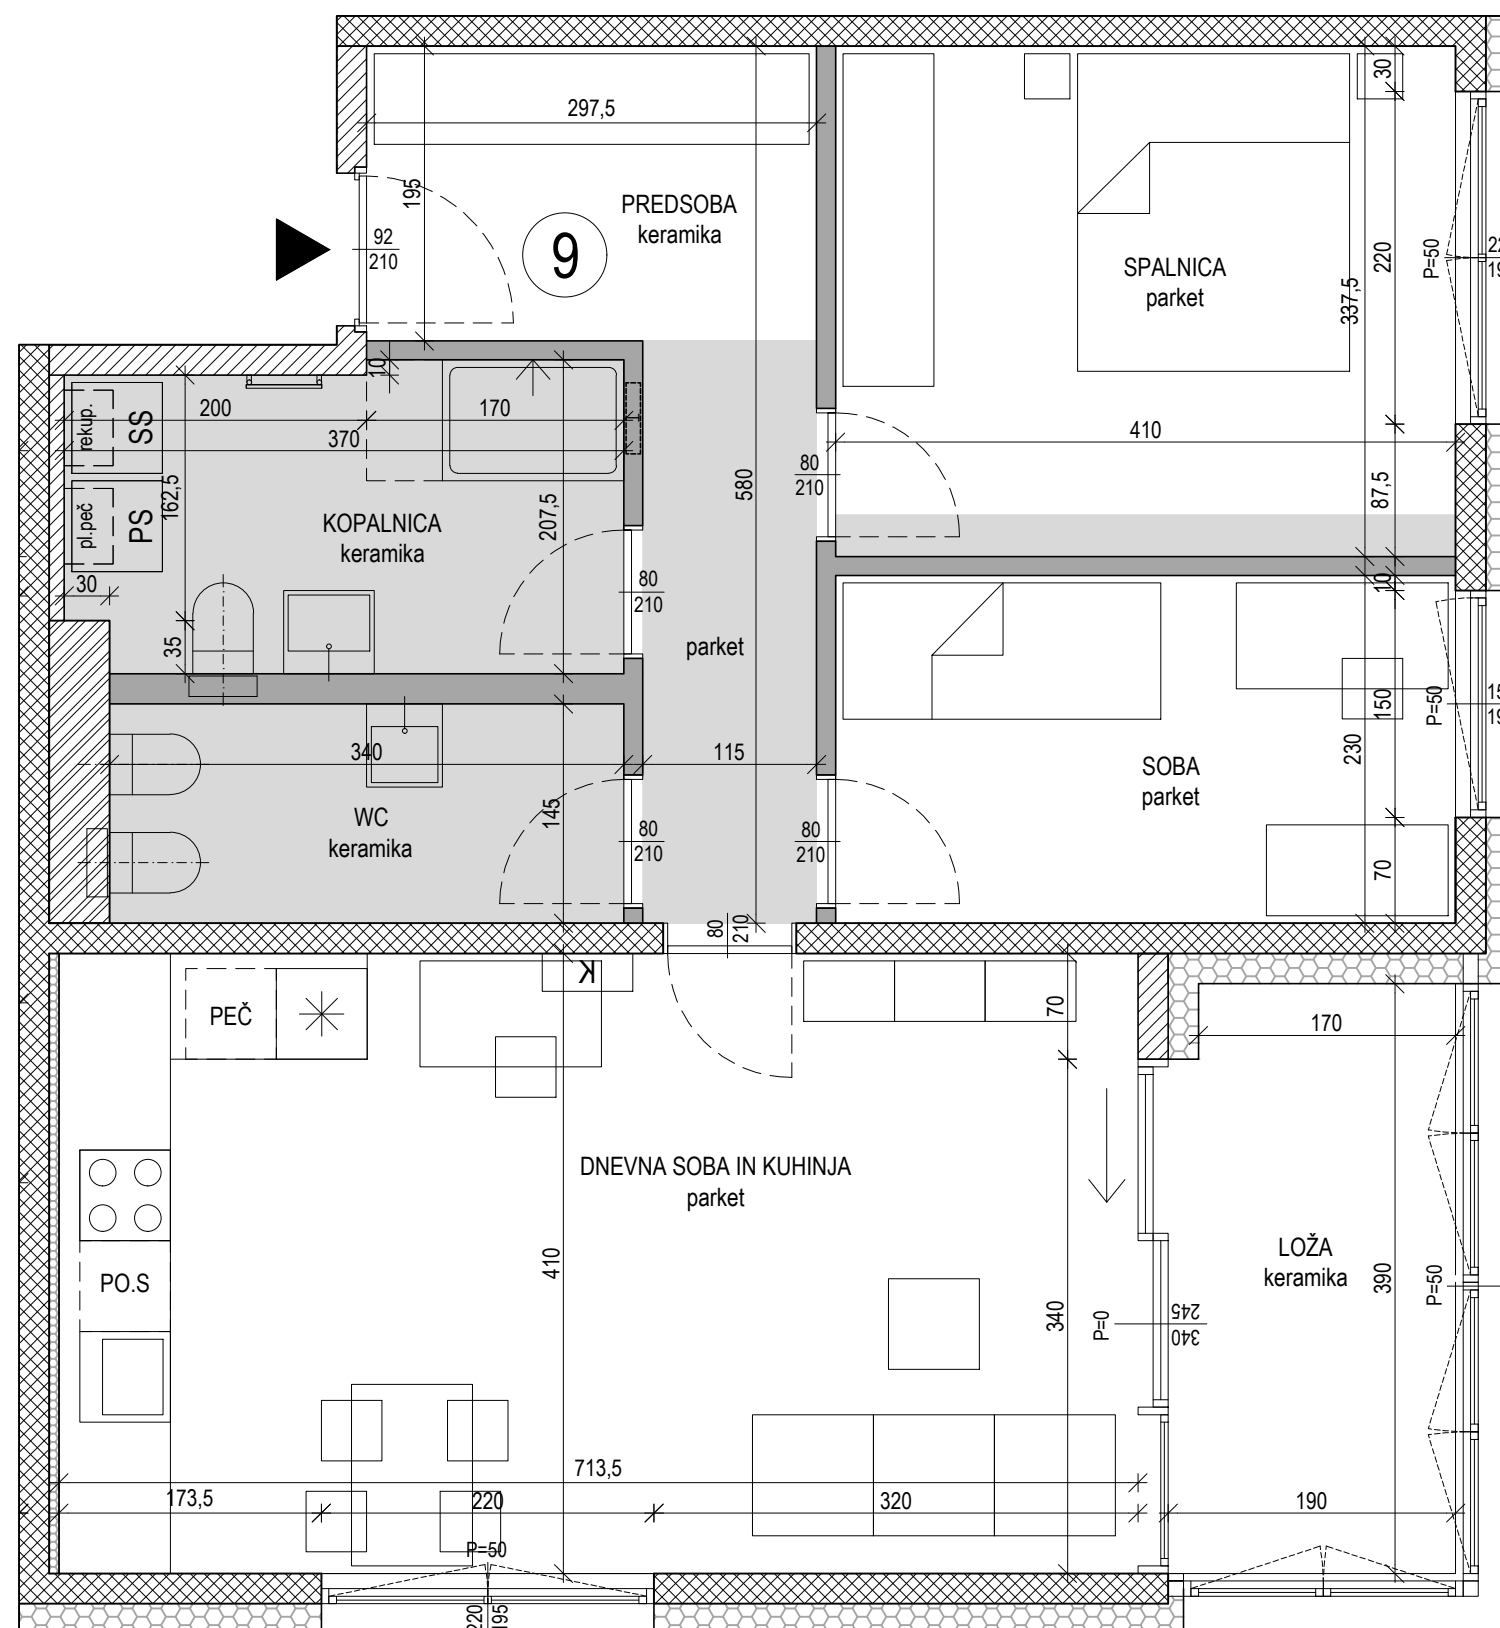 30
297,5
195
PREDSOBA
keramika
9
92
210
SPALNICA
parket
337,5
220
P=50
10
200
170
370
rekup.
SS
pl.peč
PS
162,5
410
80
210
580
87,5
KOPALNICA
keramika
207,5
30
35
80
210
10
parket
150
P=50
230
340
115
SOBA
parket
WC
keramika
145
80
210
80
210
70
80
210
K
PEČ
70
170
DNEVNA SOBA IN KUHINJA
parket
410
LOŽA
keramika
390
P=50
PO.S
340
P=0
245
340
713,5
173,5
220
320
190
P=50
220
195